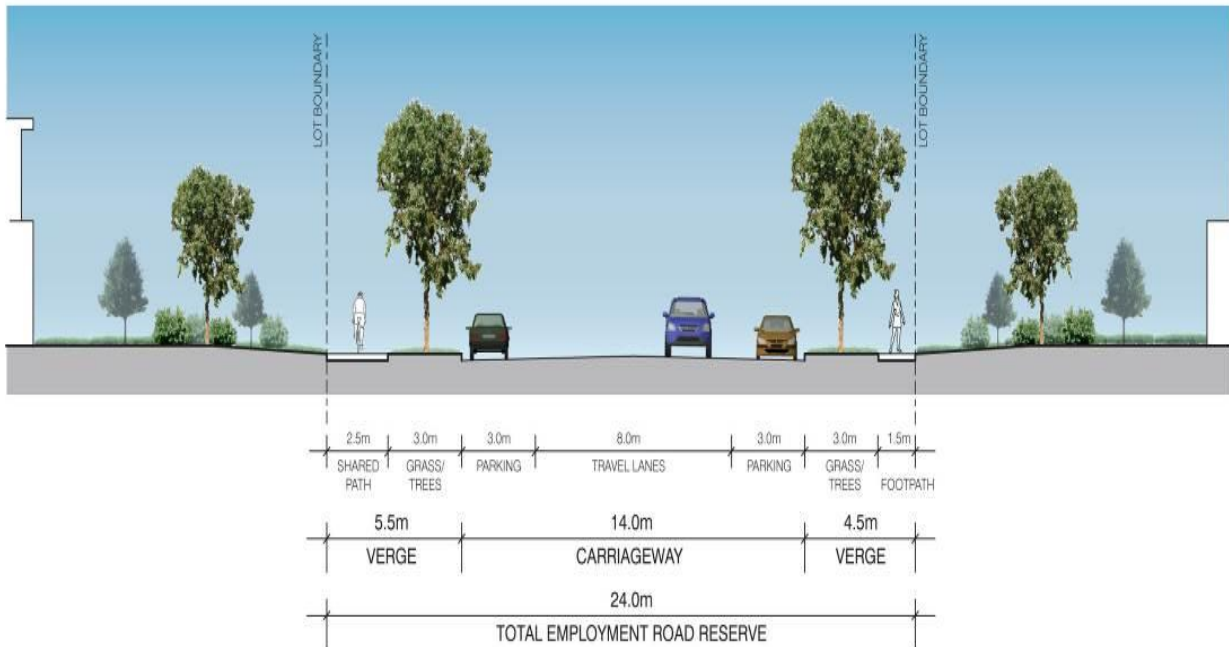 LOT BOUNDARY
LOT BOUNDARY
2.5m 3.0m 3.0m 8.0m 3.0m 3.0m 1.5m
SHARED GRASS/ PARKING TRAVEL LANES PARKING GRASS/
PATH TREES TREES FOOTPATH
5.5m 14.0m 4.5m
VERGE CARRIAGEWAY VERGE
24.0m
TOTAL EMPLOYMENT ROAD RESERVE